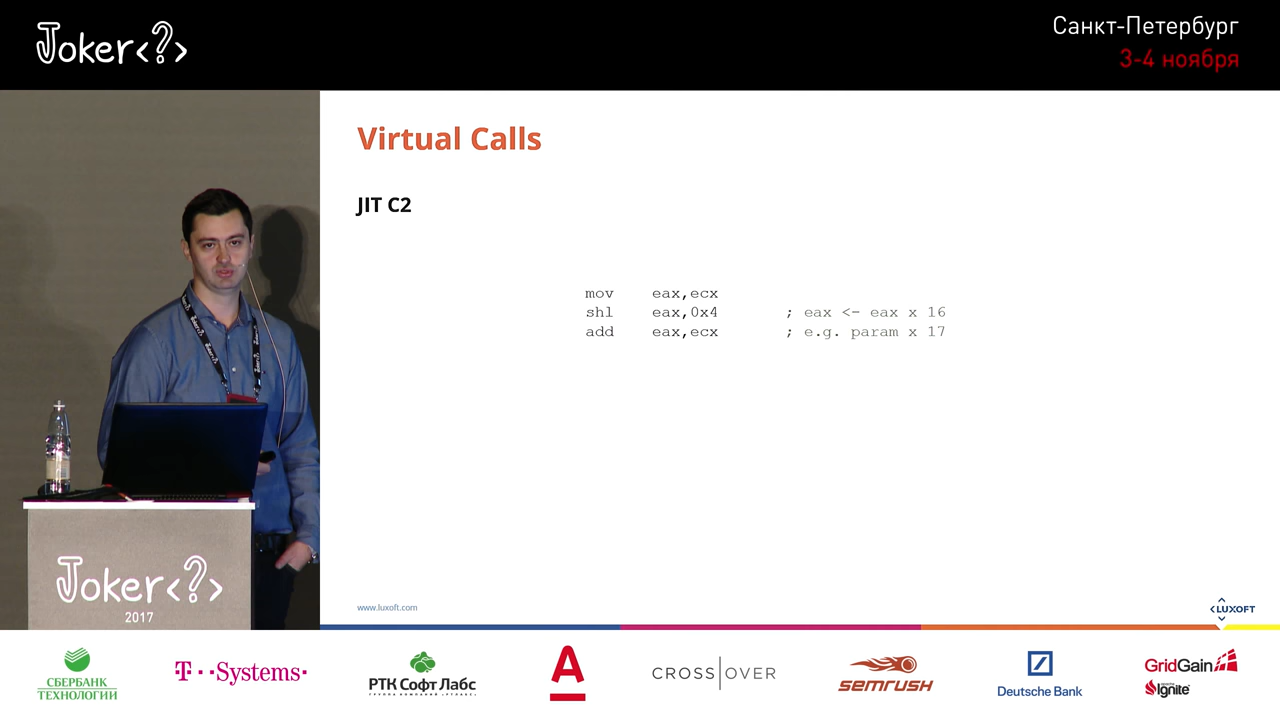 Joker<?>
Санкт-Петербург
3-4 ноября
Virtual Calls
JIT C2
mov eax,ecx
shl eax,0x4 ; eax <- eax x 16
add eax,ecx ; e.g. param x 17
Joker<?>
2017
www.luxoft.com
LUXOFT
СБЕРБАНК
ТЕХНОЛОГИИ
T··Systems·
РТК Софт Лабс
А
CROSS|OVER
semrush
Deutsche Bank
GridGain
Ignite